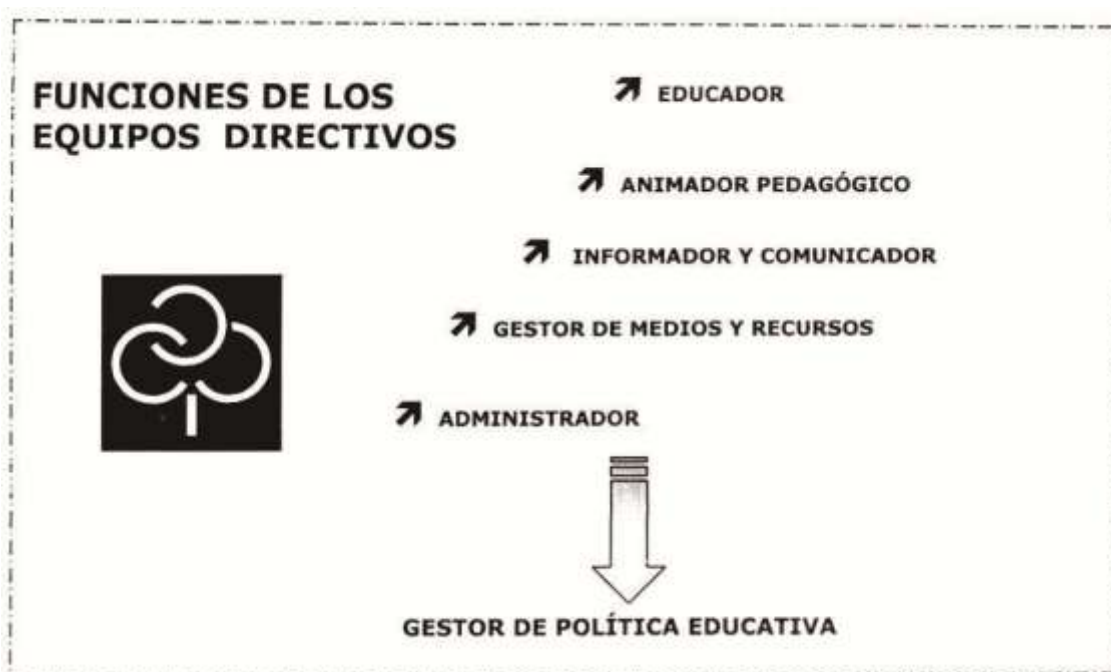 FUNCIONES DE LOS
EQUIPOS DIRECTIVOS
EDUCADOR
ANIMADOR PEDAGÓGICO
INFORMADOR Y COMUNICADOR
GESTOR DE MEDIOS Y RECURSOS
ADMINISTRADOR
GESTOR DE POLÍTICA EDUCATIVA